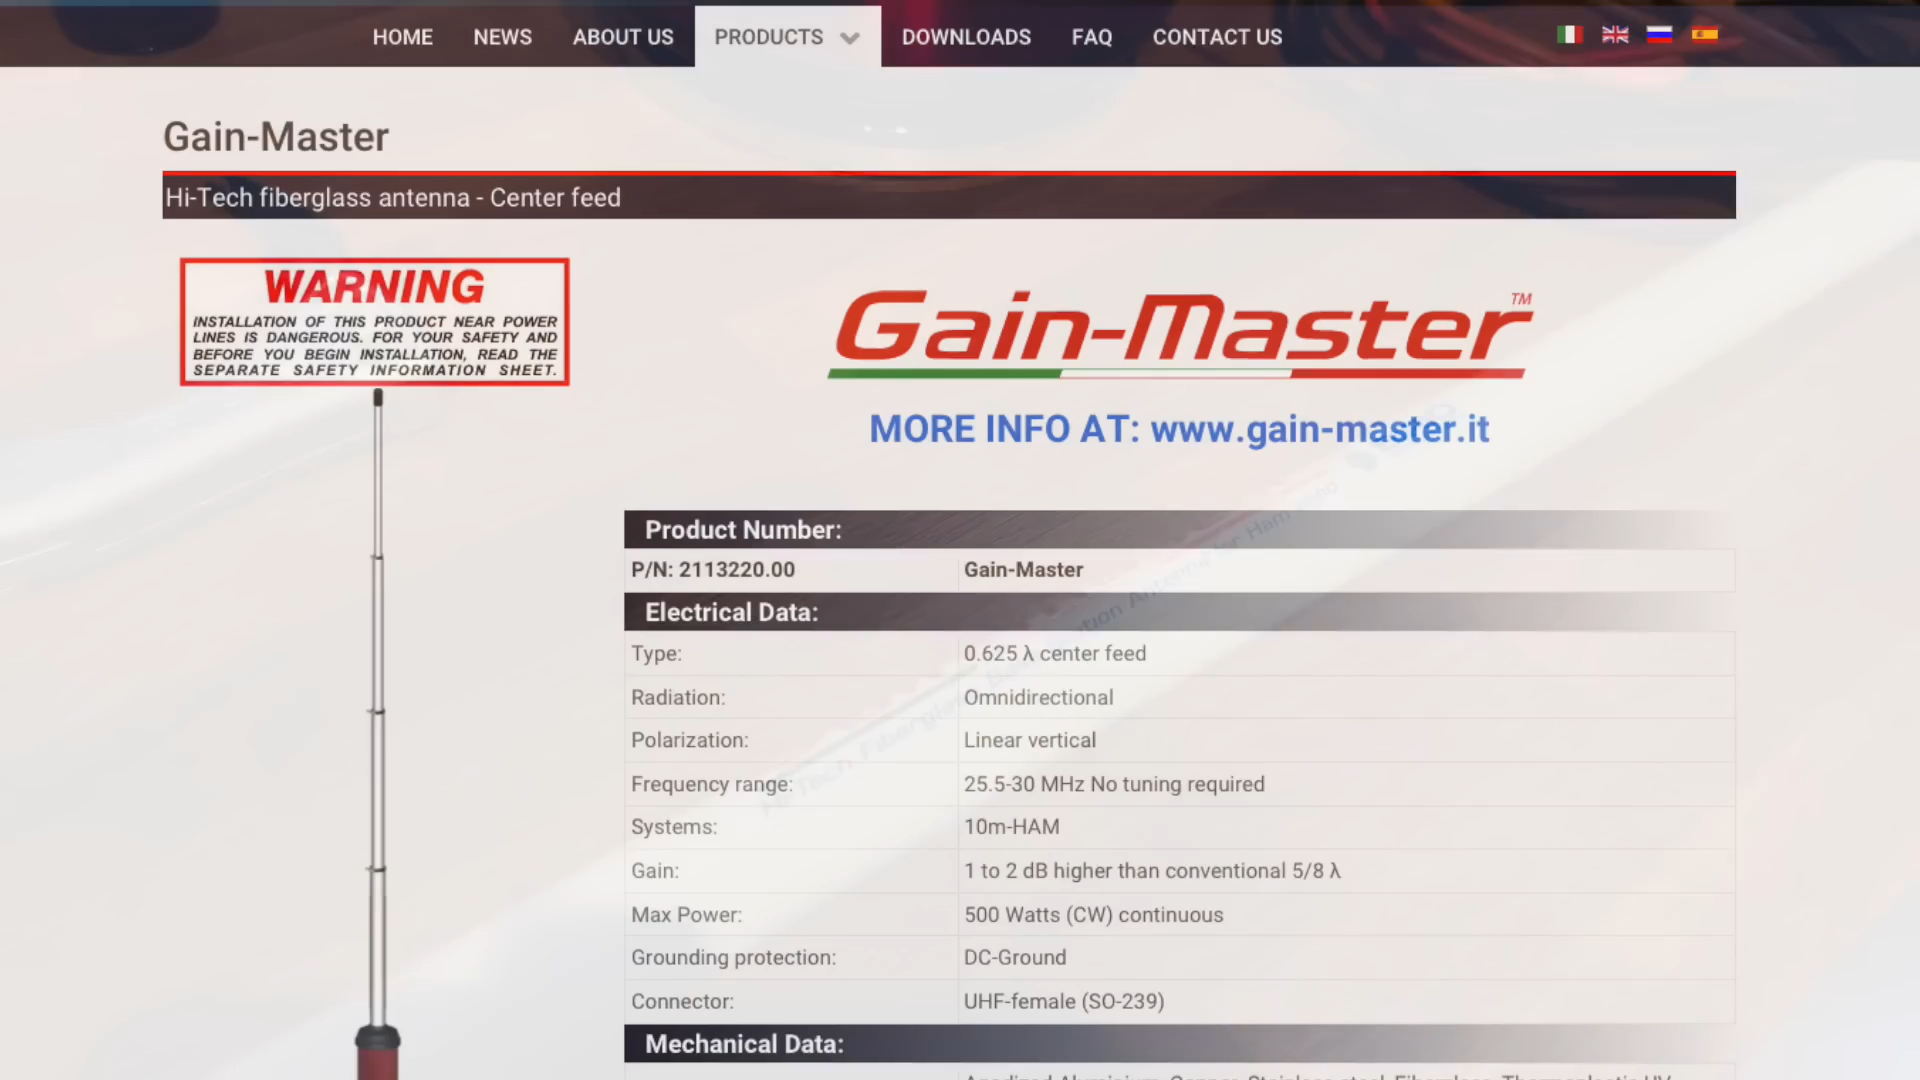 HOME NEWS ABOUT US PRODUCTS DOWNLOADS FAQ CONTACT US
Gain-Master
Hi-Tech fiberglass antenna - Center feed
WARNING
INSTALLATION OF THIS PRODUCT NEAR POWER
LINES IS DANGEROUS. FOR YOUR SAFETY AND
BEFORE YOU BEGIN INSTALLATION, READ THE
SEPARATE SAFETY INFORMATION SHEET.
Gain-Master™
MORE INFO AT: www.gain-master.it
Product Number:
P/N: 2113220.00 Gain-Master
Electrical Data:
Type: 0.625 λ center feed
Radiation: Omnidirectional
Polarization: Linear vertical
Frequency range: 25.5-30 MHz No tuning required
Systems: 10m-HAM
Gain: 1 to 2 dB higher than conventional 5/8 λ
Max Power: 500 Watts (CW) continuous
Grounding protection: DC-Ground
Connector: UHF-female (SO-239)
Mechanical Data: